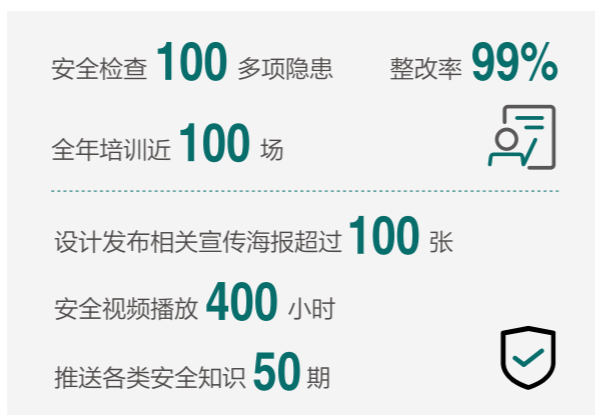 安全检查 100 多项隐患 整改率 99%
全年培训近 100 场
设计发布相关宣传海报超过 100 张
安全视频播放 400 小时
推送各类安全知识 50 期